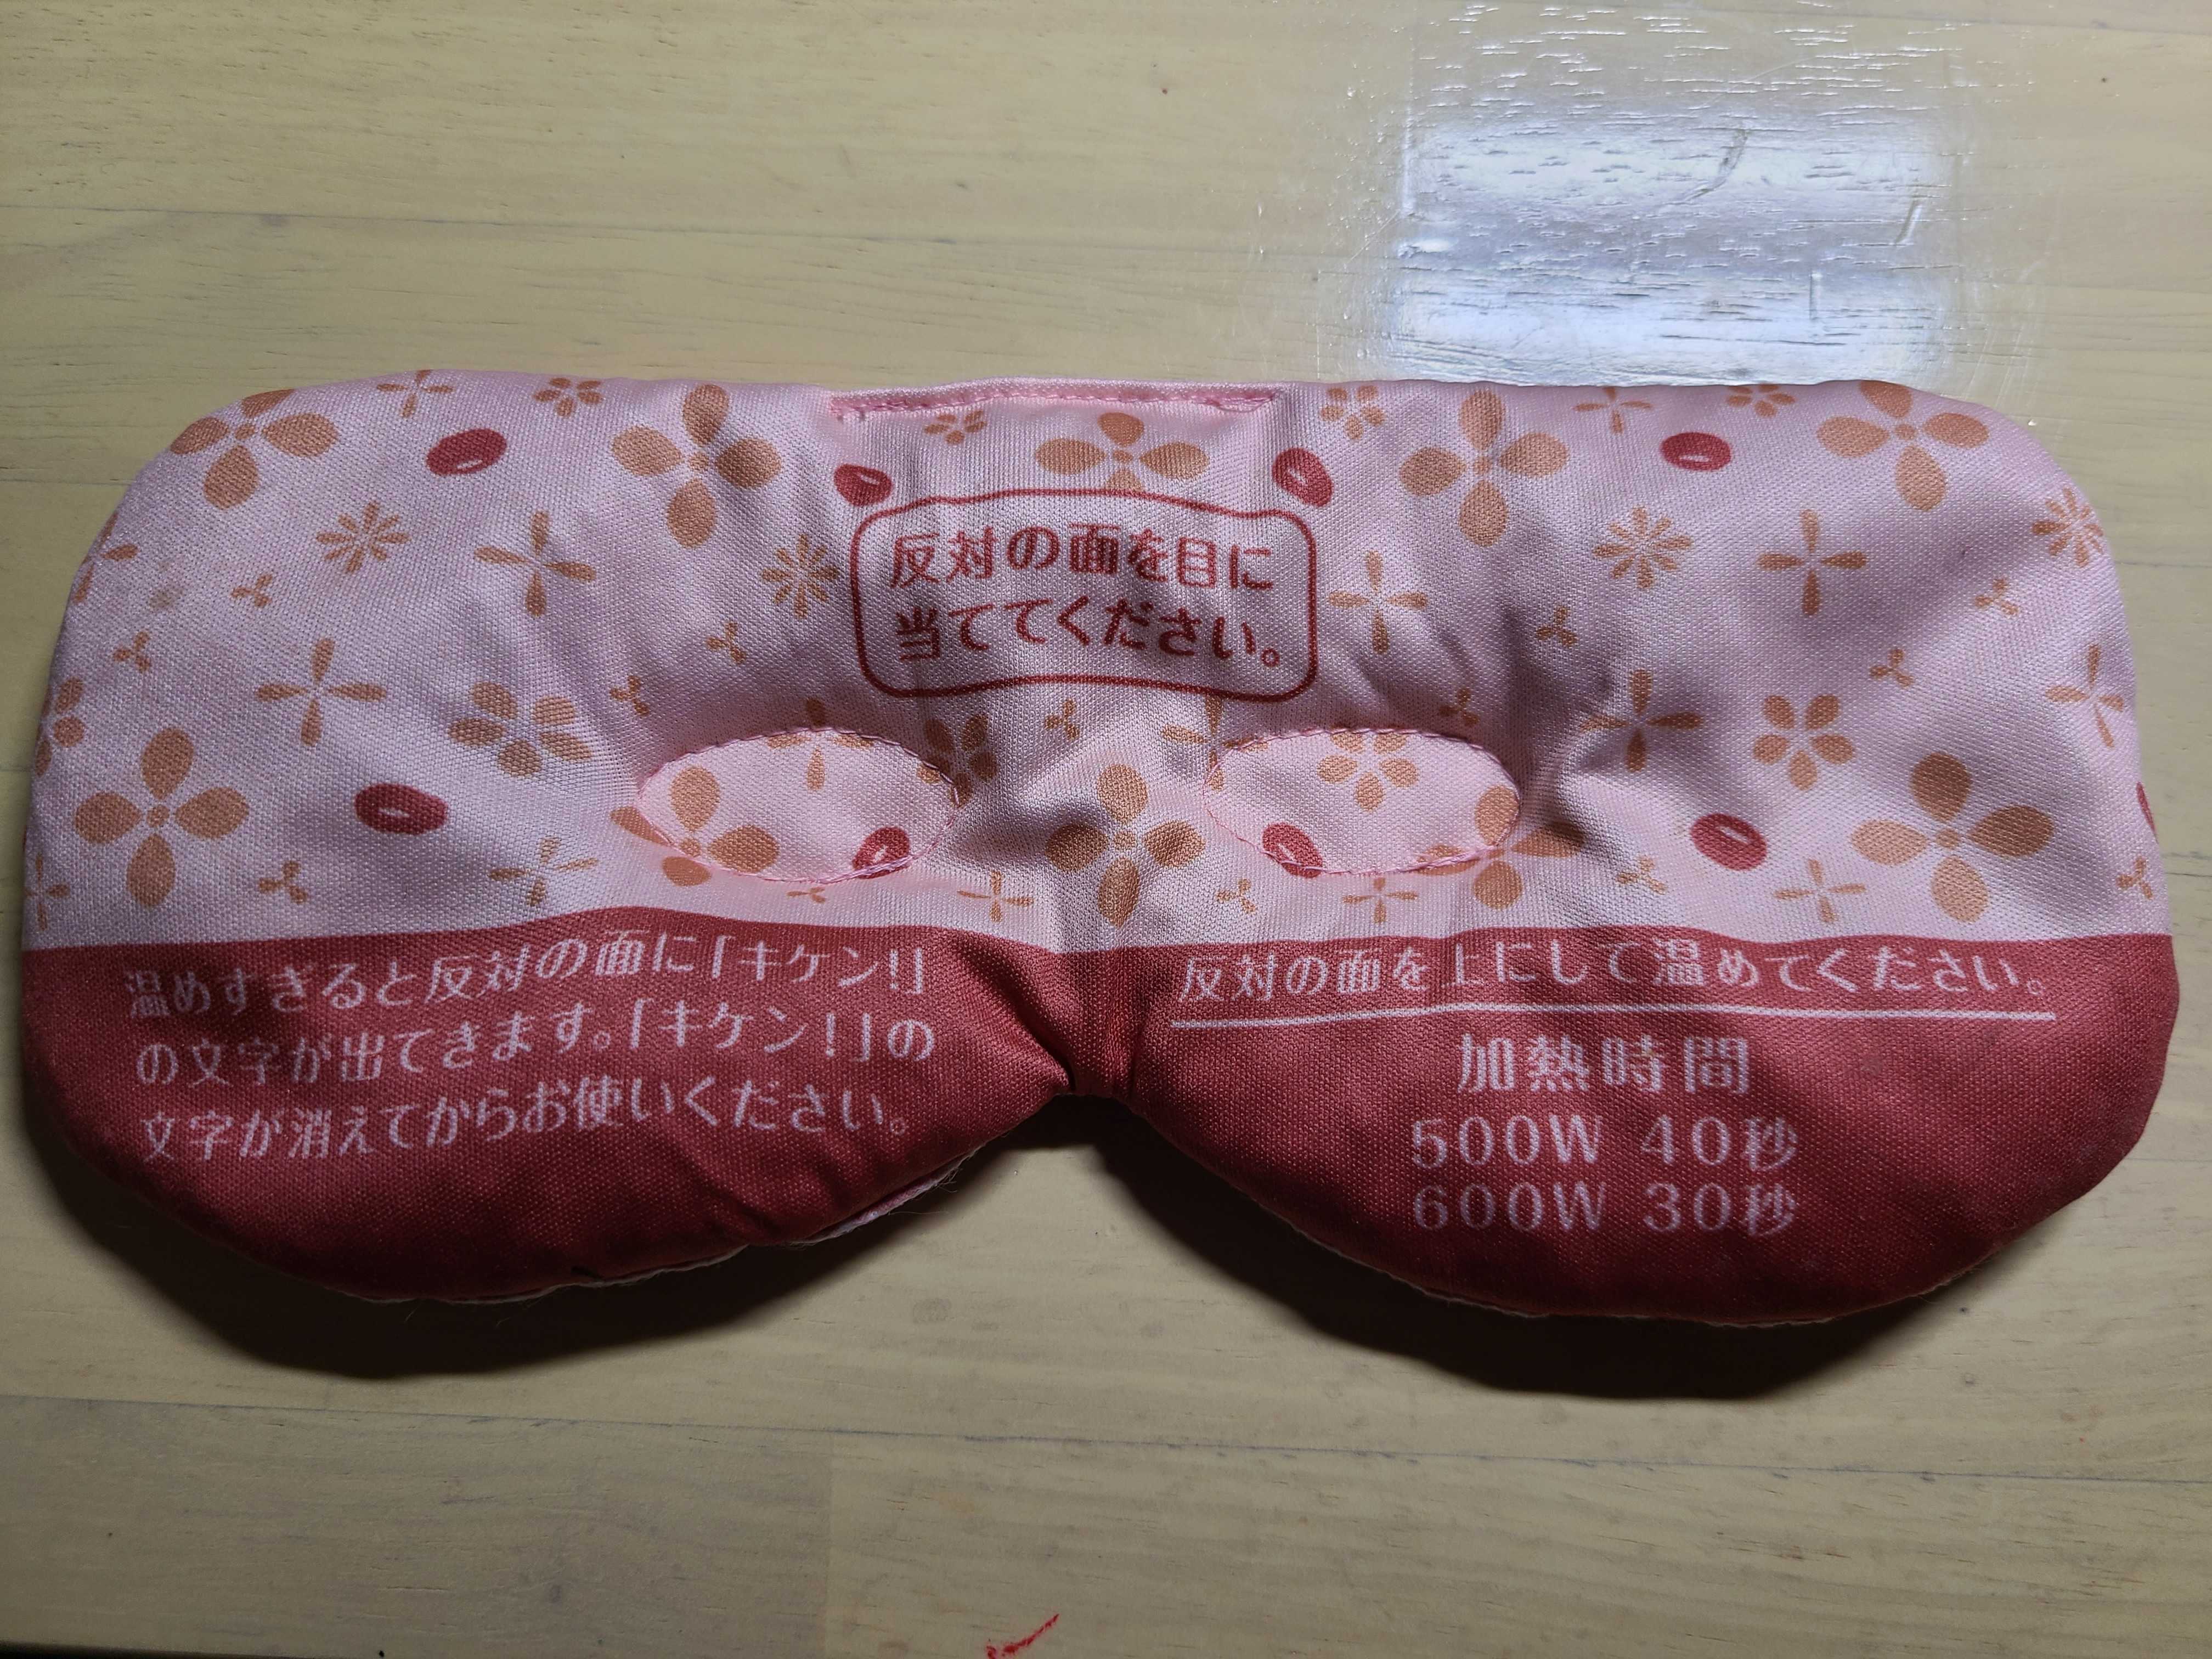 反対の面を目に
当ててください。
温めすぎると反対の面に「キケン!」
の文字が出てきます。「キケン!」の
文字が消えてからお使いください。
反対の面を上にして温めてください。
加熱時間
500W 40秒
600W 30秒